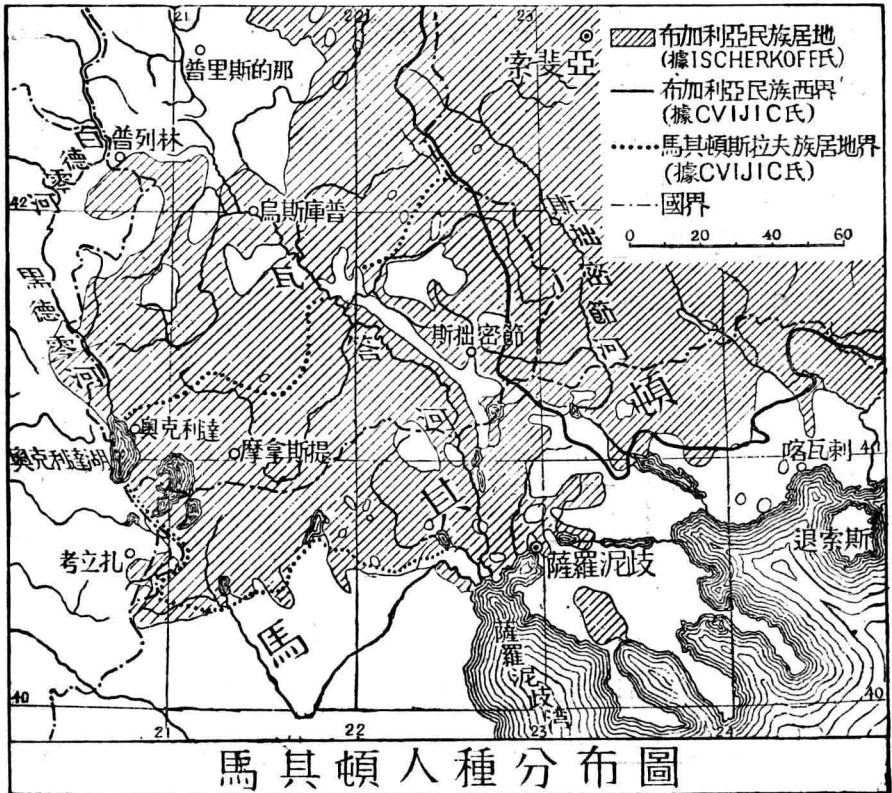 21
22
23
布加利亞民族居地
(據ISCHERKOFF氏)
布加利亞民族西界
(據CVIJIC氏)
馬其頓斯拉夫族居地界
(據CVIJIC氏)
國界
0 20 40 60
索斐亞
普里斯的那
普列林
白德零河
42
烏斯庫普
黑德零河
瓦答河
斯拙密節
斯拙密節河
頓
奧克利達
奧克利達湖
摩拿斯提
喀瓦剌
41
其
考立扎
薩羅泥歧
退索斯
馬
薩羅泥歧灣
40
40
21
22
23
24
馬其頓人種分布圖